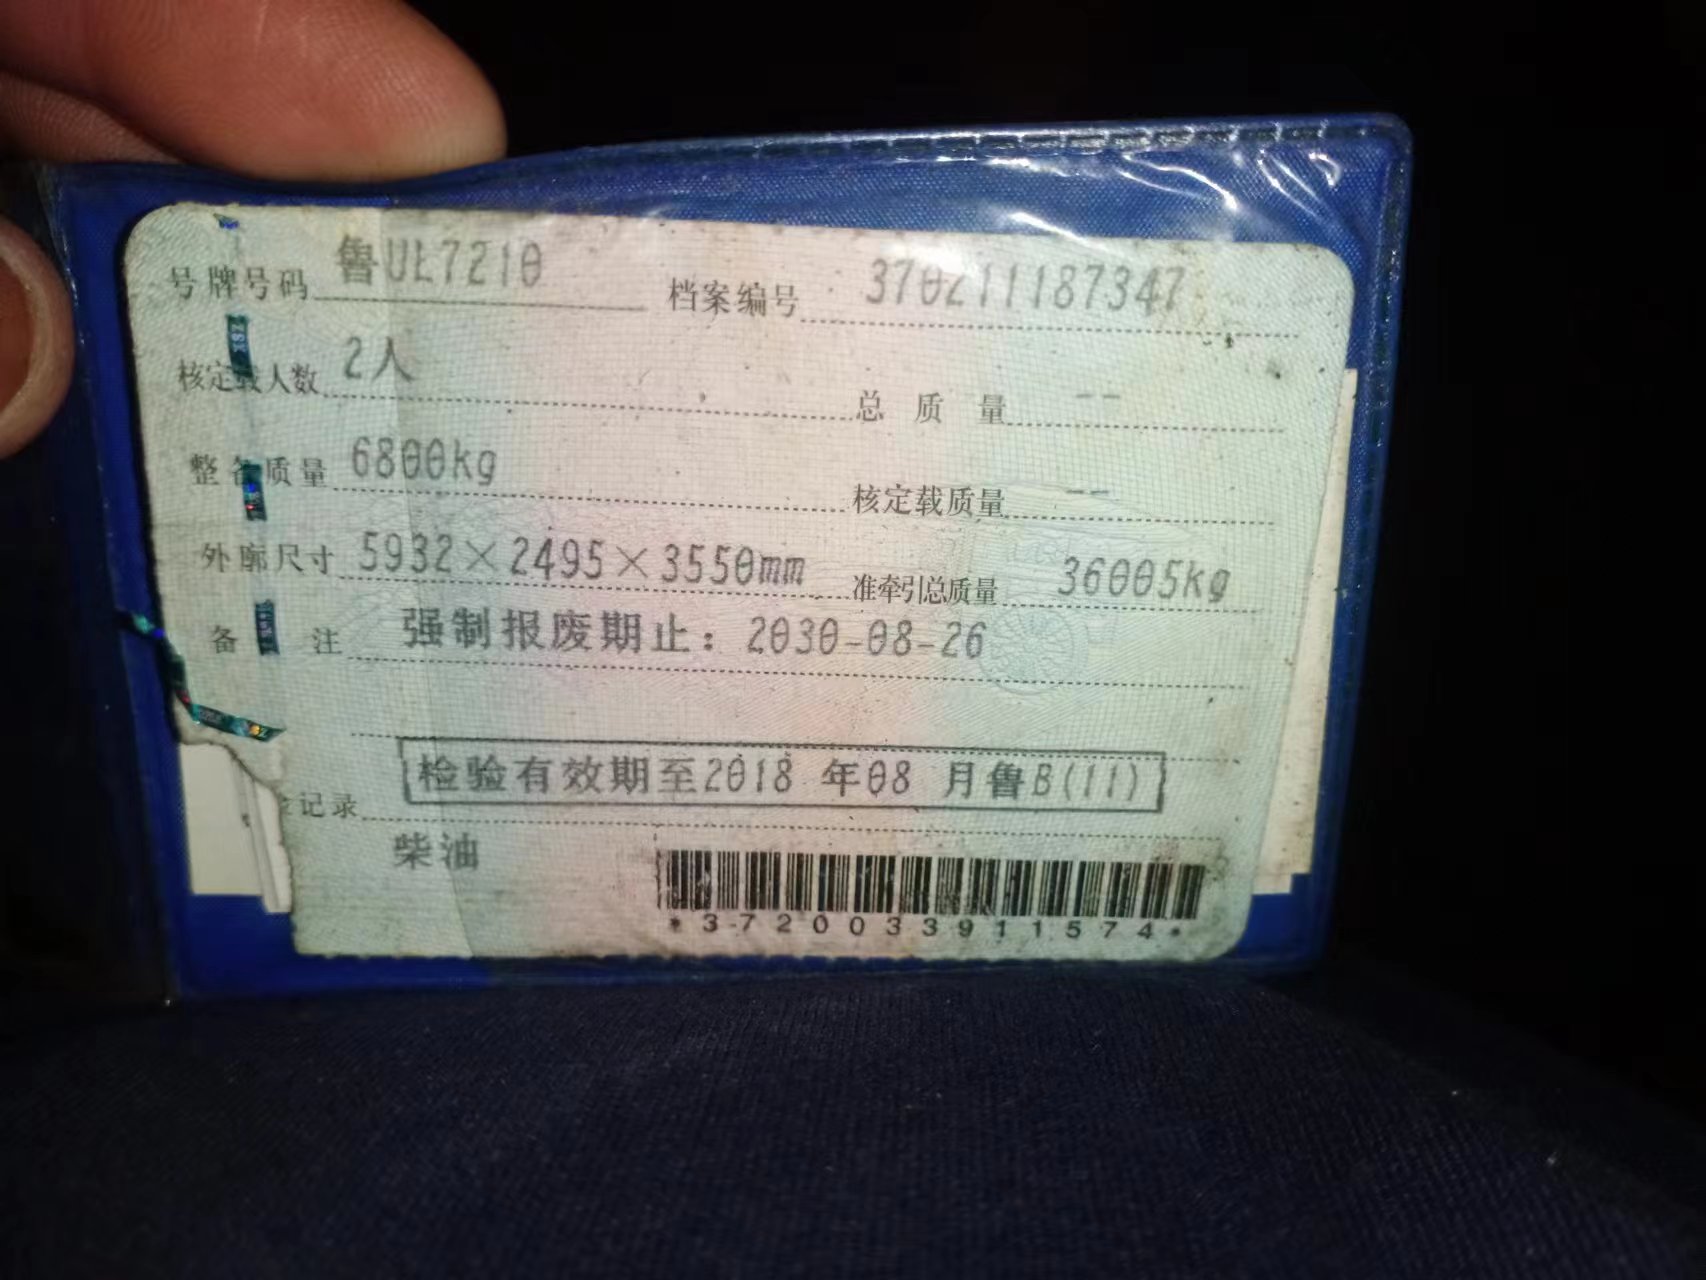 号牌号码 鲁UL7210 档案编号 370211187347
核定载人数 2人 总质量 --
整备质量 6800kg 核定载质量 --
外廓尺寸 5932×2495×3550mm 准牵引总质量 36005kg
备注 强制报废期止：2030-08-26
检验有效期至2018年08月鲁B(11)
记录
柴油
*3720033911574*